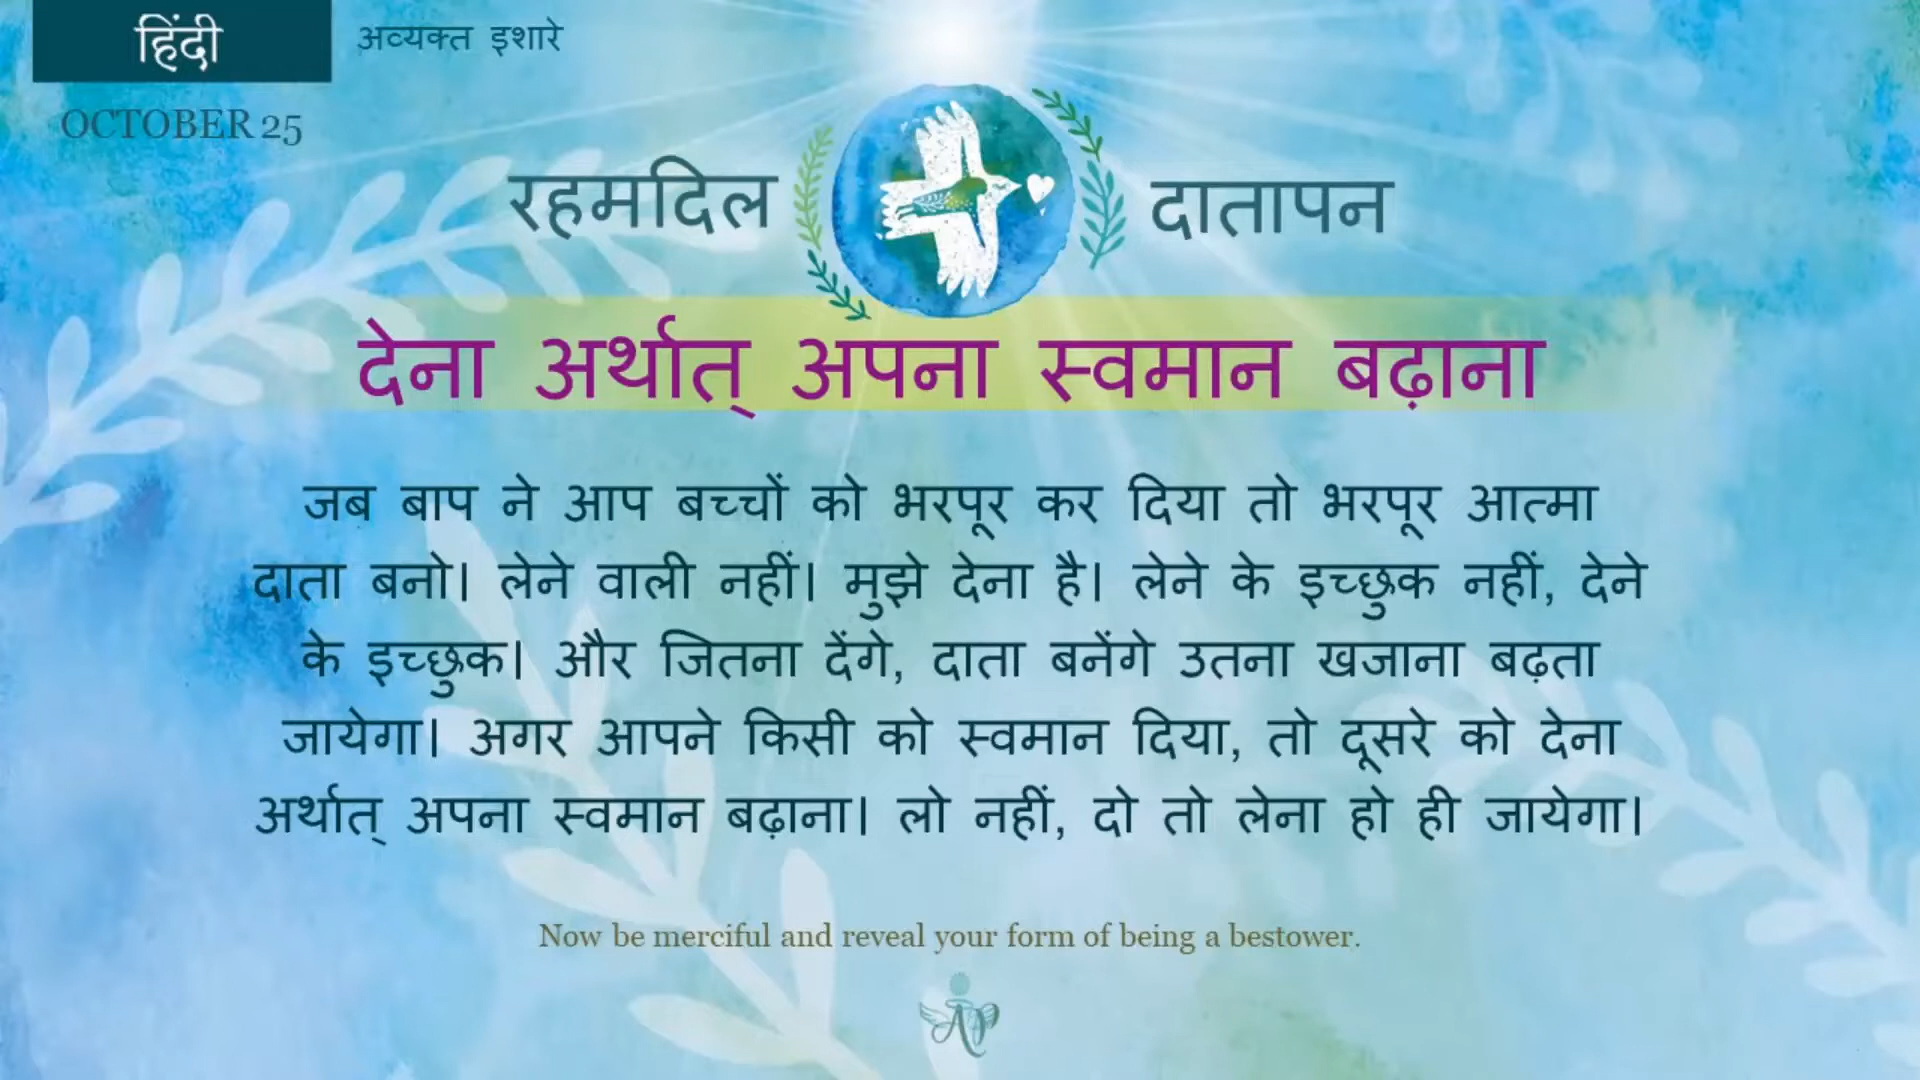 हिंदी
अव्यक्त इशारे
OCTOBER 25
रहमदिल दातापन
देना अर्थात् अपना स्वमान बढ़ाना
जब बाप ने आप बच्चों को भरपूर कर दिया तो भरपूर आत्मा
दाता बनो। लेने वाली नहीं। मुझे देना है। लेने के इच्छुक नहीं, देने
के इच्छुक। और जितना देंगे, दाता बनेंगे उतना खजाना बढ़ता
जायेगा। अगर आपने किसी को स्वमान दिया, तो दूसरे को देना
अर्थात् अपना स्वमान बढ़ाना। लो नहीं, दो तो लेना हो ही जायेगा।
Now be merciful and reveal your form of being a bestower.